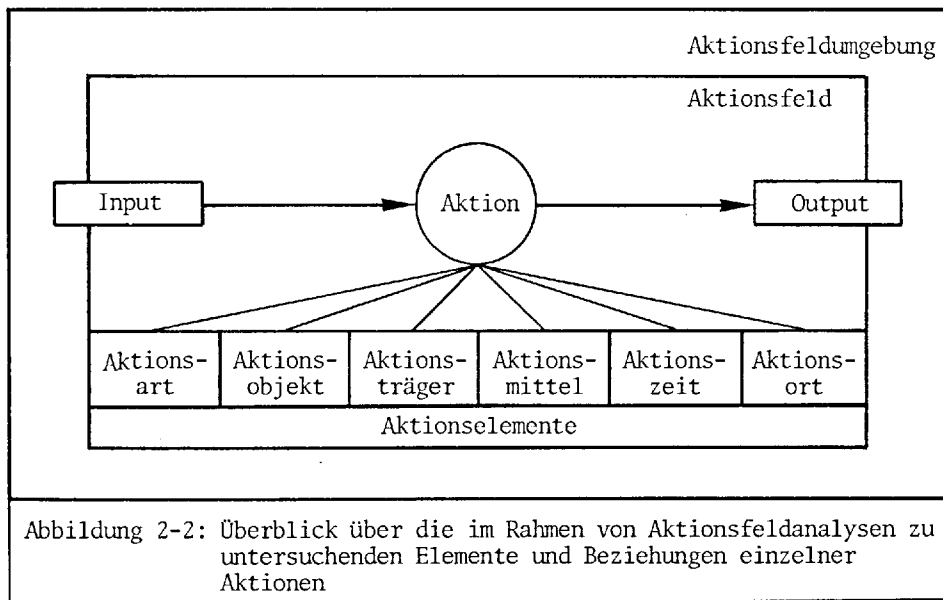 Aktionsfeldumgebung
Aktionsfeld
Input
Aktion
Output
Aktions-
art
Aktions-
objekt
Aktions-
träger
Aktions-
mittel
Aktions-
zeit
Aktions-
ort
Aktionselemente
Abbildung 2-2: Überblick über die im Rahmen von Aktionsfeldanalysen zu
untersuchenden Elemente und Beziehungen einzelner
Aktionen